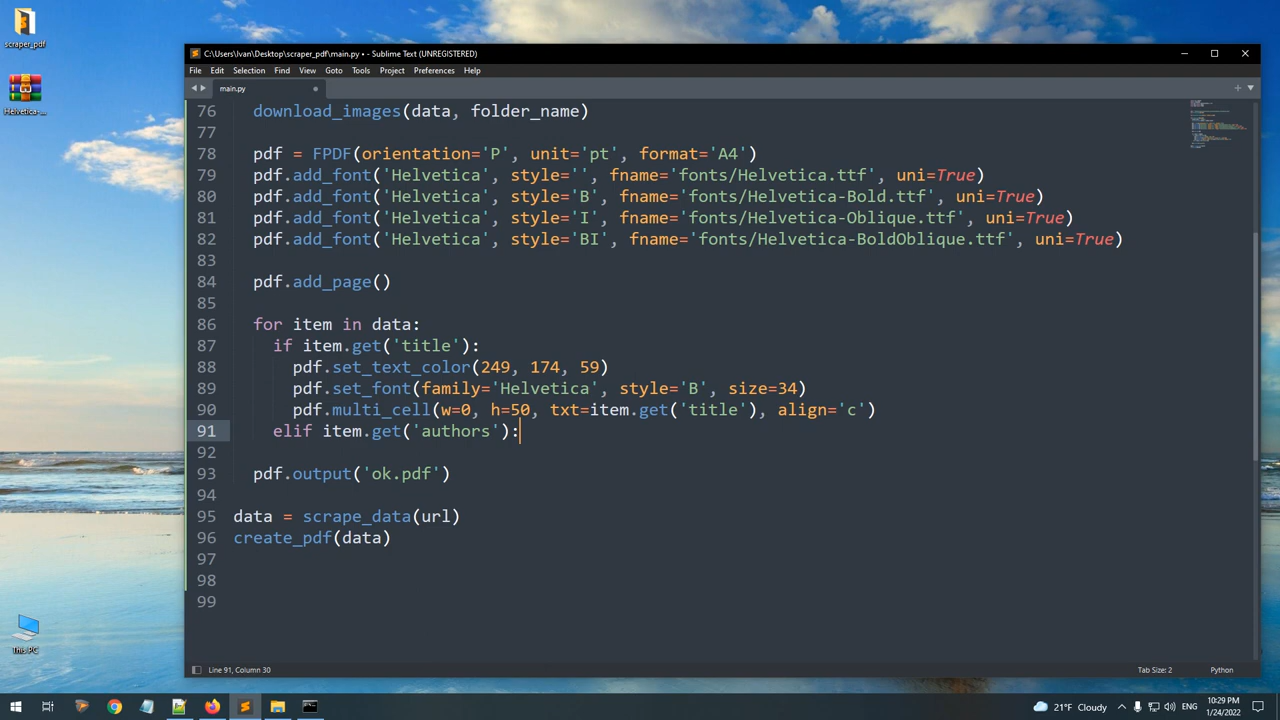 scraper_pdf
Helvetica-...
This PC
C:\Users\Ivan\Desktop\scraper_pdf\main.py • - Sublime Text (UNREGISTERED)
File Edit Selection Find View Goto Tools Project Preferences Help
main.py
76 download_images(data, folder_name)
77
78 pdf = FPDF(orientation='P', unit='pt', format='A4')
79 pdf.add_font('Helvetica', style='', fname='fonts/Helvetica.ttf', uni=True)
80 pdf.add_font('Helvetica', style='B', fname='fonts/Helvetica-Bold.ttf', uni=True)
81 pdf.add_font('Helvetica', style='I', fname='fonts/Helvetica-Oblique.ttf', uni=True)
82 pdf.add_font('Helvetica', style='BI', fname='fonts/Helvetica-BoldOblique.ttf', uni=True)
83
84 pdf.add_page()
85
86 for item in data:
87 if item.get('title'):
88 pdf.set_text_color(249, 174, 59)
89 pdf.set_font(family='Helvetica', style='B', size=34)
90 pdf.multi_cell(w=0, h=50, txt=item.get('title'), align='c')
91 elif item.get('authors'):
92
93 pdf.output('ok.pdf')
94
95 data = scrape_data(url)
96 create_pdf(data)
97
98
99
Line 91, Column 30
Tab Size: 2
Python
21°F Cloudy
ENG
10:29 PM
1/24/2022